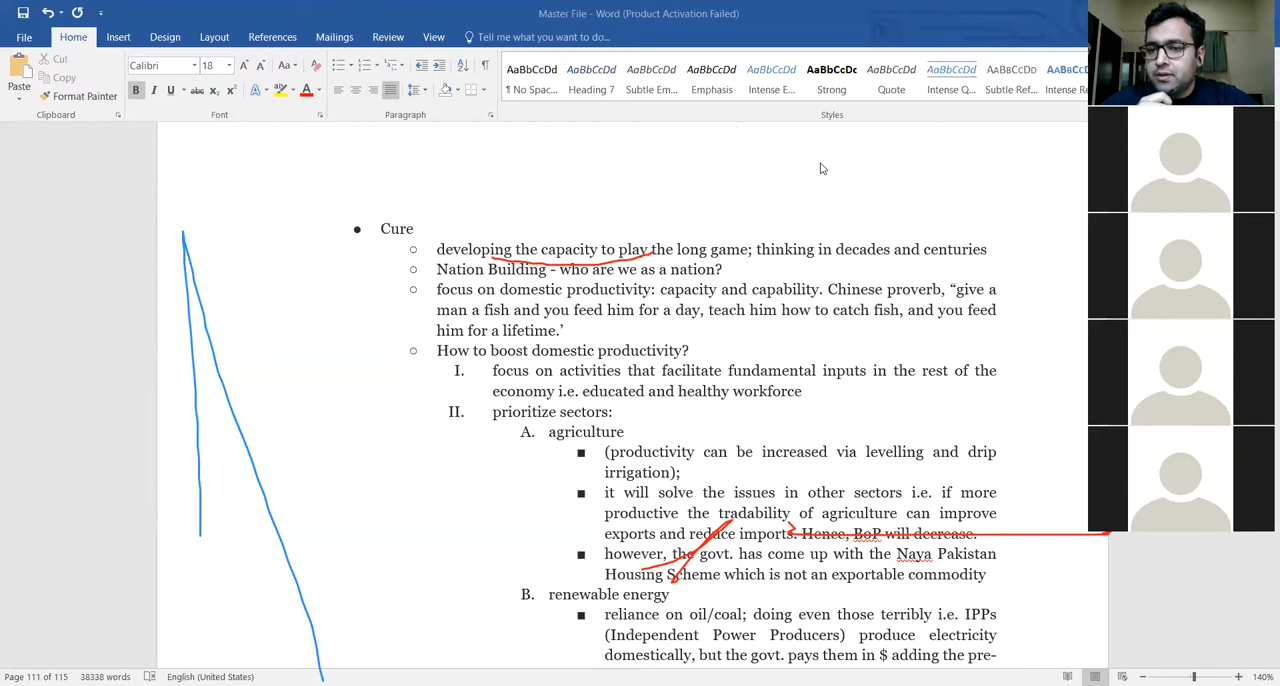 Master File - Word (Product Activation Failed)
File Home Insert Design Layout References Mailings Review View Tell me what you want to do...
Paste
Cut
Copy
Format Painter
Clipboard
Calibri 18
Font
Paragraph
AaBbCcDd AaBbCcDd AaBbCcDd AaBbCcDd AaBbCcDd AaBbCcDc AaBbCcDd AaBbCcDd AABBCCDD AABBCCD
¶ No Spac... Heading 7 Subtle Em... Emphasis Intense E... Strong Quote Intense Q... Subtle Ref... Intense Re
Styles
● Cure
○ developing the capacity to play the long game; thinking in decades and centuries
○ Nation Building - who are we as a nation?
○ focus on domestic productivity: capacity and capability. Chinese proverb, “give a
man a fish and you feed him for a day, teach him how to catch fish, and you feed
him for a lifetime.’
○ How to boost domestic productivity?
I. focus on activities that facilitate fundamental inputs in the rest of the
economy i.e. educated and healthy workforce
II. prioritize sectors:
A. agriculture
■ (productivity can be increased via levelling and drip
irrigation);
■ it will solve the issues in other sectors i.e. if more
productive the tradability of agriculture can improve
exports and reduce imports. Hence, BoP will decrease.
■ however, the govt. has come up with the Naya Pakistan
Housing Scheme which is not an exportable commodity
B. renewable energy
■ reliance on oil/coal; doing even those terribly i.e. IPPs
(Independent Power Producers) produce electricity
domestically, but the govt. pays them in $ adding the pre-
Page 111 of 115 38338 words English (United States) 140%